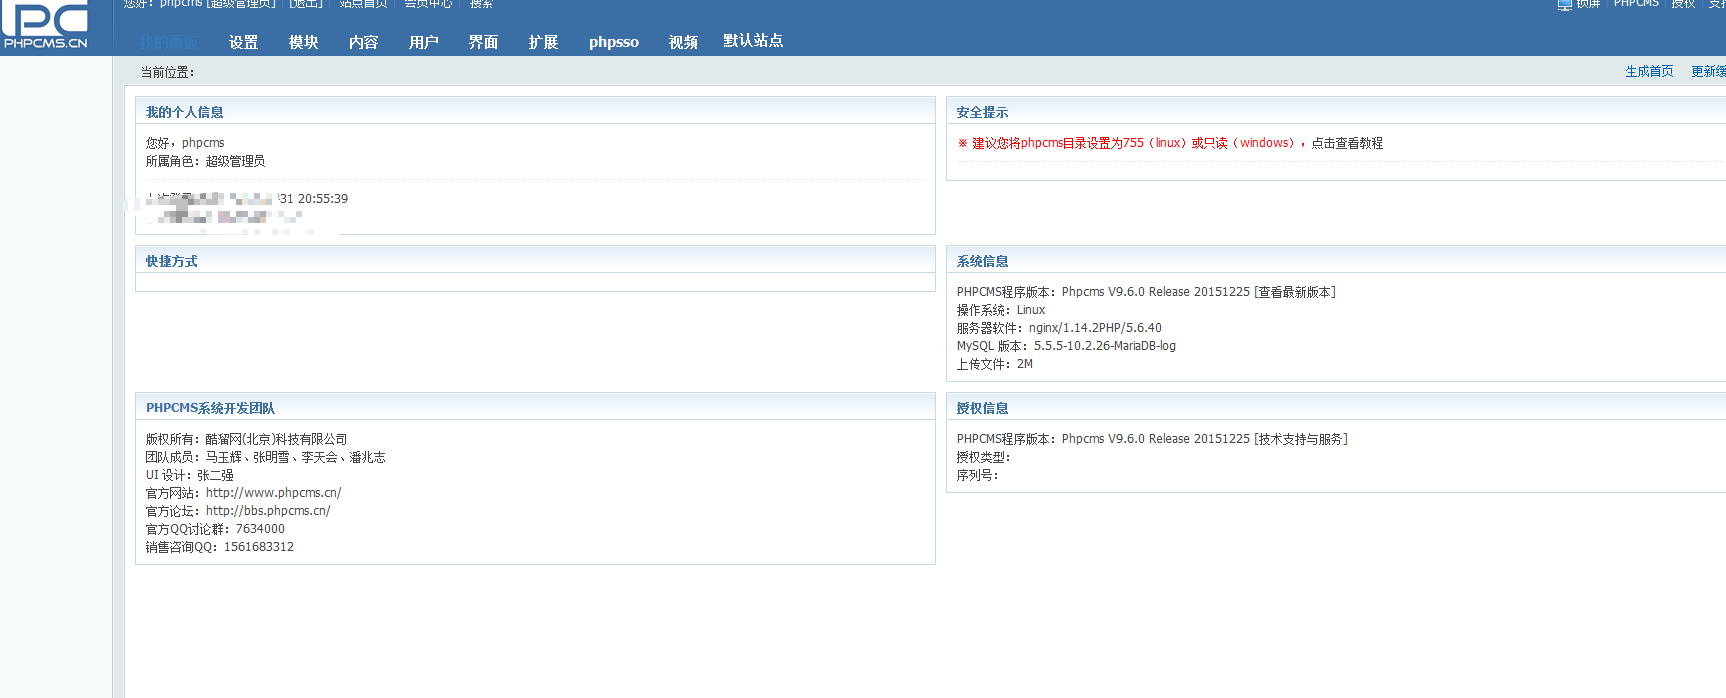 您好：phpcms [超级管理员] | [退出] | 站点首页 | 会员中心 | 搜索
锁屏 | PHPCMS | 授权 | 支持
PC
PHPCMS.CN
我的面板 设置 模块 内容 用户 界面 扩展 phpsso 视频 默认站点
当前位置：
生成首页 更新缓
我的个人信息
您好，phpcms
所属角色：超级管理员
31 20:55:39
安全提示
※ 建议您将phpcms目录设置为755（linux）或只读（windows），点击查看教程
快捷方式
系统信息
PHPCMS程序版本：Phpcms V9.6.0 Release 20151225 [查看最新版本]
操作系统：Linux
服务器软件：nginx/1.14.2PHP/5.6.40
MySQL 版本：5.5.5-10.2.26-MariaDB-log
上传文件：2M
PHPCMS系统开发团队
版权所有：酷溜网(北京)科技有限公司
团队成员：马玉辉、张明雪、李天会、潘兆志
UI 设计：张二强
官方网站：http://www.phpcms.cn/
官方论坛：http://bbs.phpcms.cn/
官方QQ讨论群：7634000
销售咨询QQ：1561683312
授权信息
PHPCMS程序版本：Phpcms V9.6.0 Release 20151225 [技术支持与服务]
授权类型：
序列号：